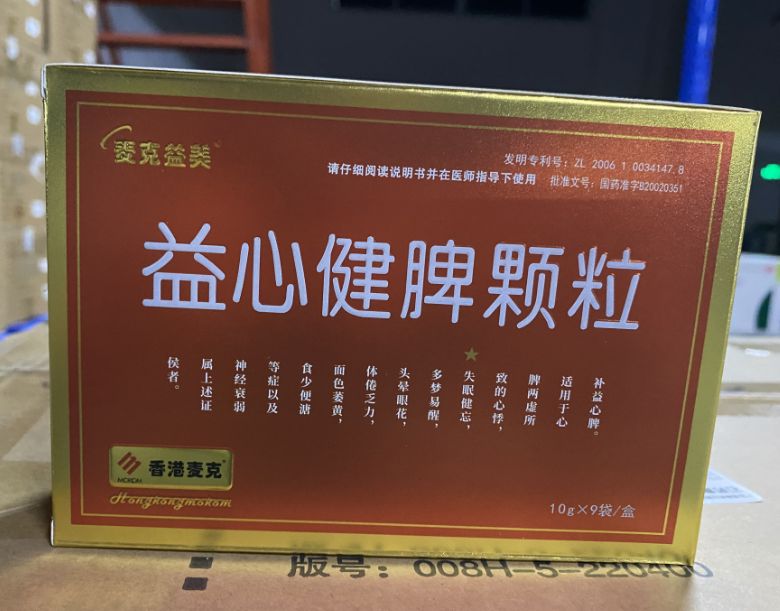 麦克益美
发明专利号：ZL 2006 1 0034147.8
请仔细阅读说明书并在医师指导下使用
批准文号：国药准字B20020351
益心健脾颗粒
补益心脾。
适用于心
脾两虚所
致的心悸，
失眠健忘，
多梦易醒，
头晕眼花，
体倦乏力，
面色萎黄，
食少便溏
等症以及
神经衰弱
属上述证
侯者。
MCKOM
香港麦克
Hongkongmckom
10g×9袋/盒
版号：008H-5-220400